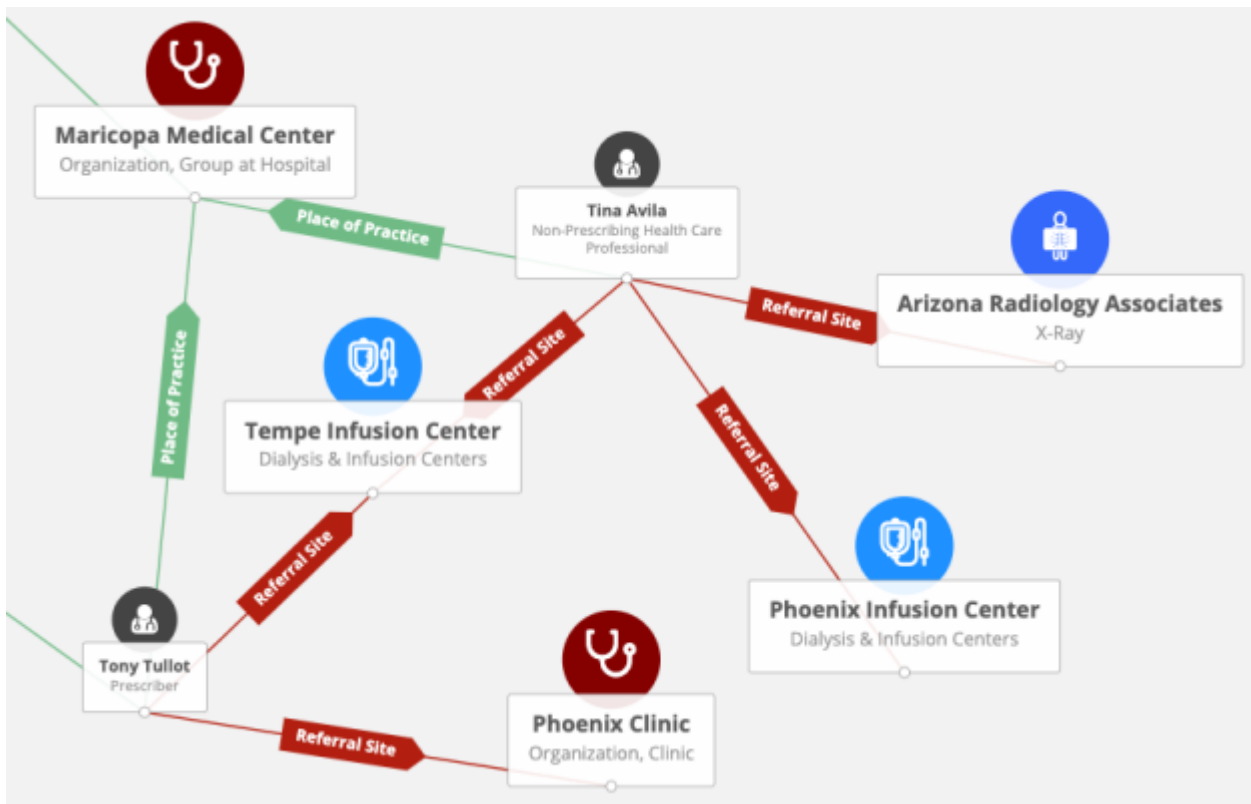 Maricopa Medical Center
Organization, Group at Hospital
Place of Practice
Tina Avila
Non-Prescribing Health Care
Professional
Arizona Radiology Associates
X-Ray
Referral Site
Referral Site
Place of Practice
Tempe Infusion Center
Dialysis & Infusion Centers
Referral Site
Referral Site
Phoenix Infusion Center
Dialysis & Infusion Centers
Tony Tullot
Prescriber
Referral Site
Phoenix Clinic
Organization, Clinic